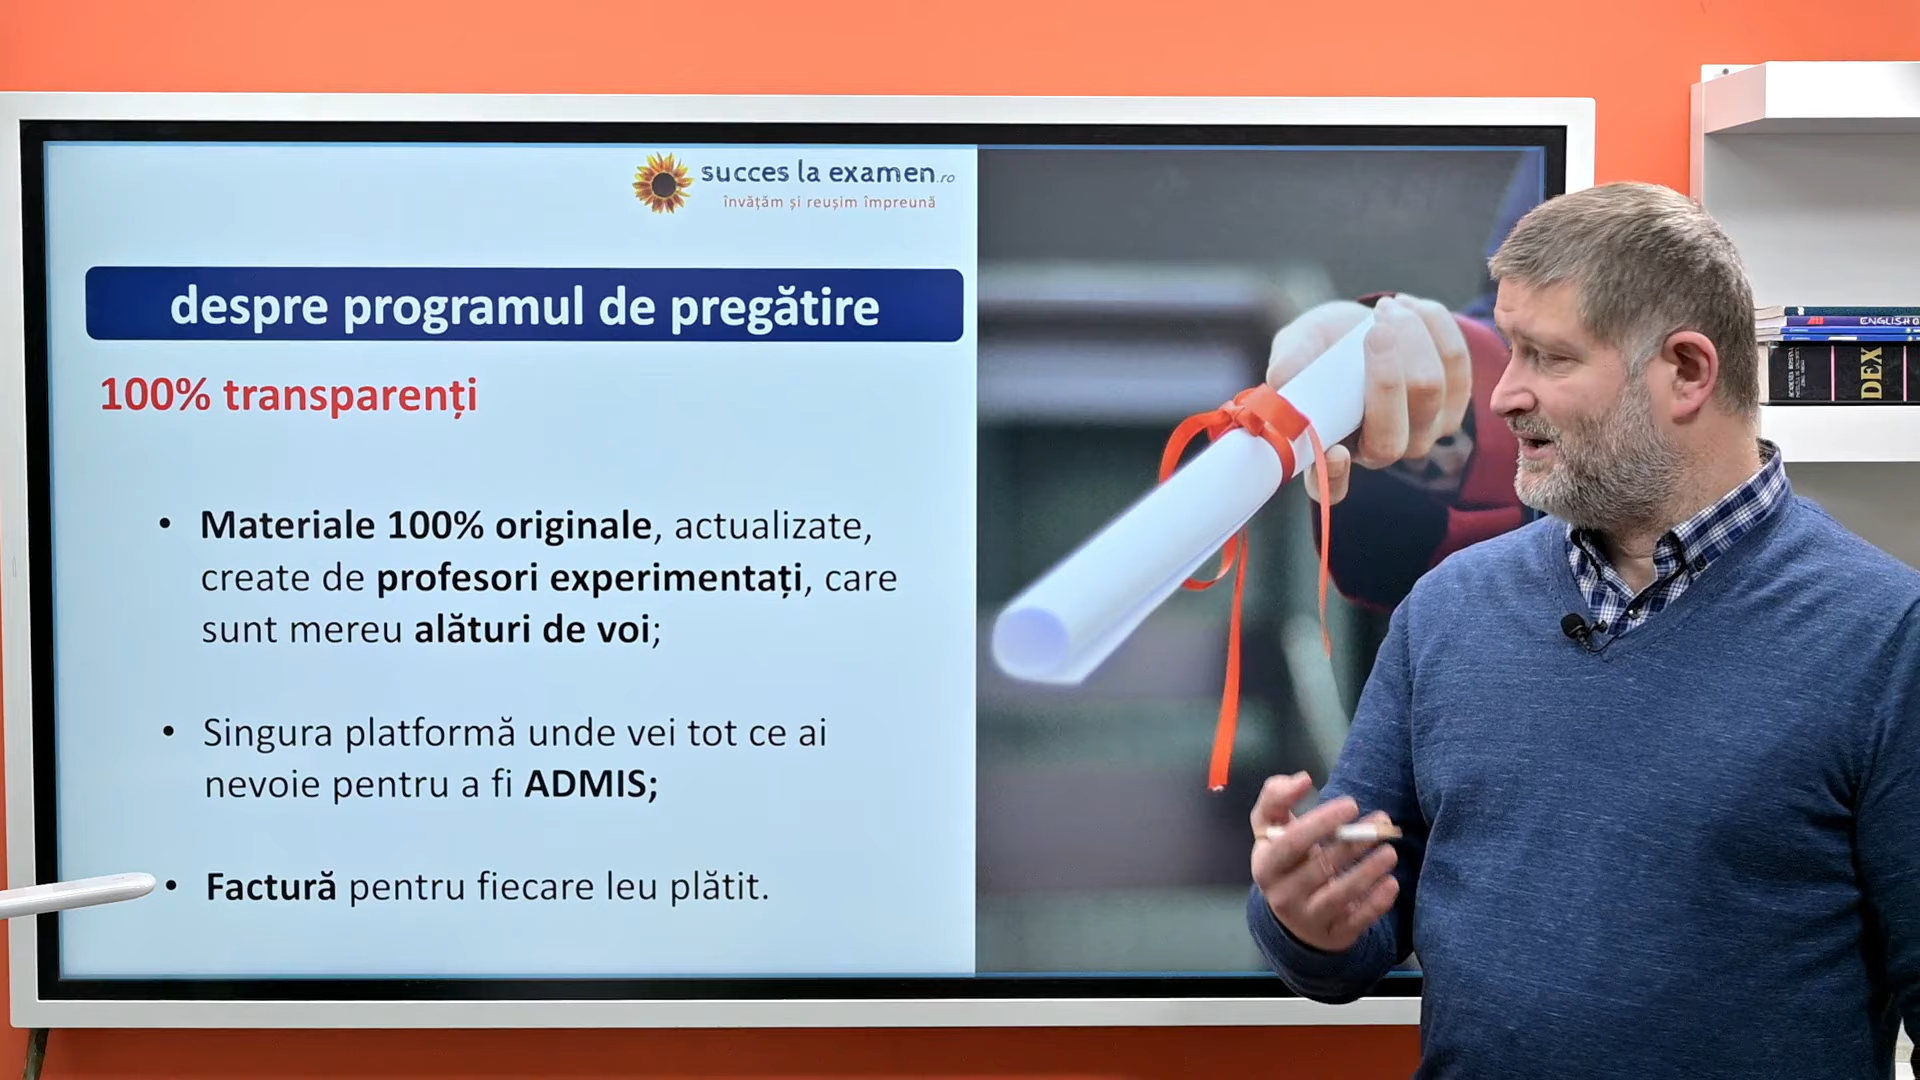 succes la examen.ro
învățăm și reușim împreună
despre programul de pregătire
100% transparenți
• Materiale 100% originale, actualizate,
create de profesori experimentați, care
sunt mereu alături de voi;
• Singura platformă unde vei tot ce ai
nevoie pentru a fi ADMIS;
• Factură pentru fiecare leu plătit.
ENGLISH
DEX